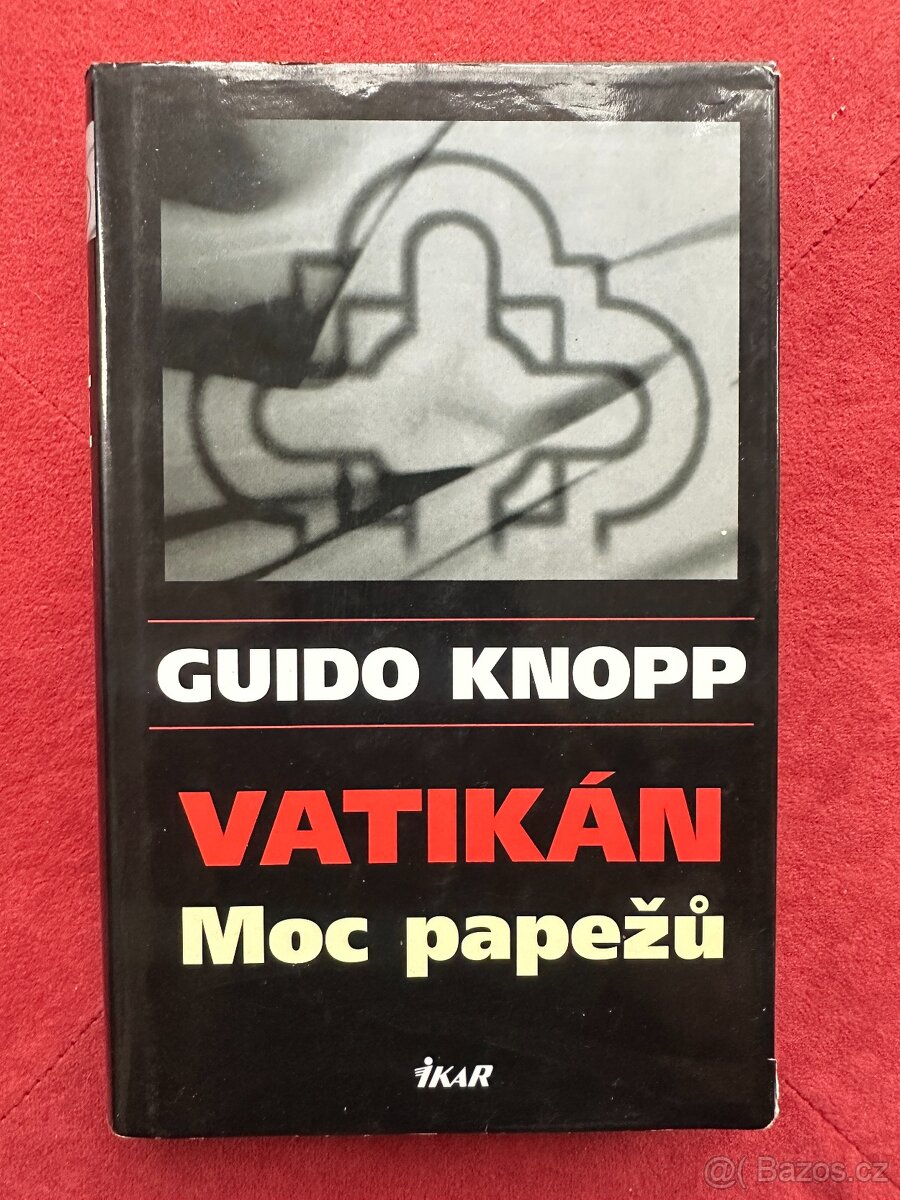 GUIDO KNOPP
VATIKÁN
Moc papežů
iKAR
@( Bazos.cz